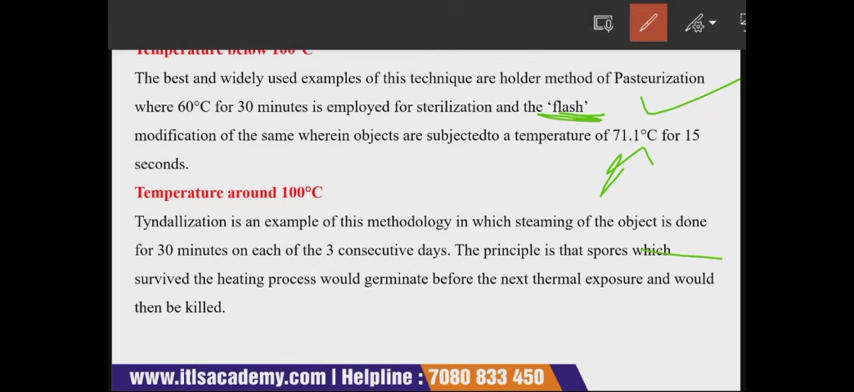 Temperature below 100°C
The best and widely used examples of this technique are holder method of Pasteurization
where 60°C for 30 minutes is employed for sterilization and the ‘flash’
modification of the same wherein objects are subjectedto a temperature of 71.1°C for 15
seconds.
Temperature around 100°C
Tyndallization is an example of this methodology in which steaming of the object is done
for 30 minutes on each of the 3 consecutive days. The principle is that spores which
survived the heating process would germinate before the next thermal exposure and would
then be killed.
www.itlsacademy.com | Helpline : 7080 833 450